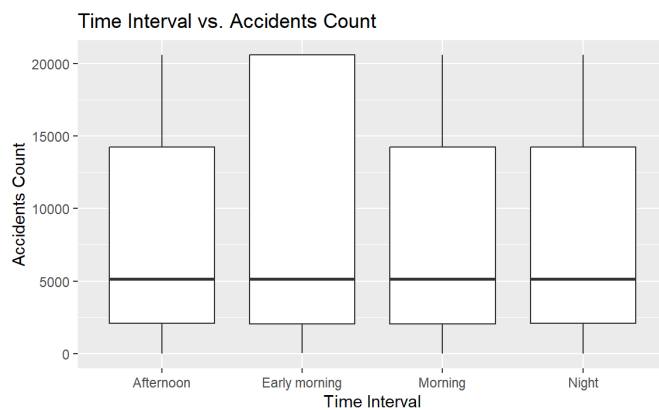 Time Interval vs. Accidents Count
Accidents Count
20000
15000
10000
5000
0
Afternoon Early morning Morning Night
Time Interval